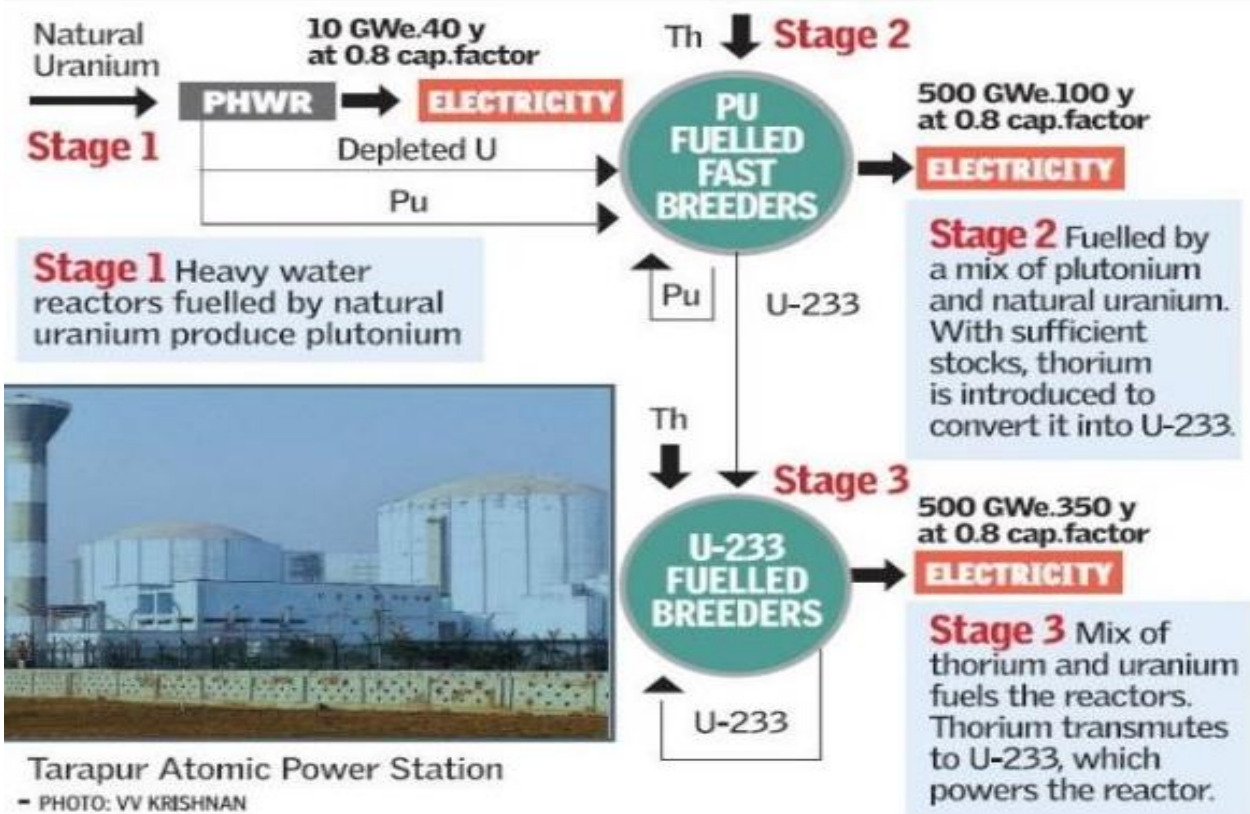 Natural
Uranium
Stage 1
PHWR
10 GWe.40 y
at 0.8 cap.factor
ELECTRICITY
Depleted U
Pu
Th
Stage 2
PU
FUELLED
FAST
BREEDERS
500 GWe.100 y
at 0.8 cap.factor
ELECTRICITY
Stage 1 Heavy water
reactors fuelled by natural
uranium produce plutonium
Pu
U-233
Stage 2 Fuelled by
a mix of plutonium
and natural uranium.
With sufficient
stocks, thorium
is introduced to
convert it into U-233.
Th
Stage 3
U-233
FUELLED
BREEDERS
500 GWe.350 y
at 0.8 cap.factor
ELECTRICITY
U-233
Stage 3 Mix of
thorium and uranium
fuels the reactors.
Thorium transmutes
to U-233, which
powers the reactor.
Tarapur Atomic Power Station
- PHOTO: VV KRISHNAN